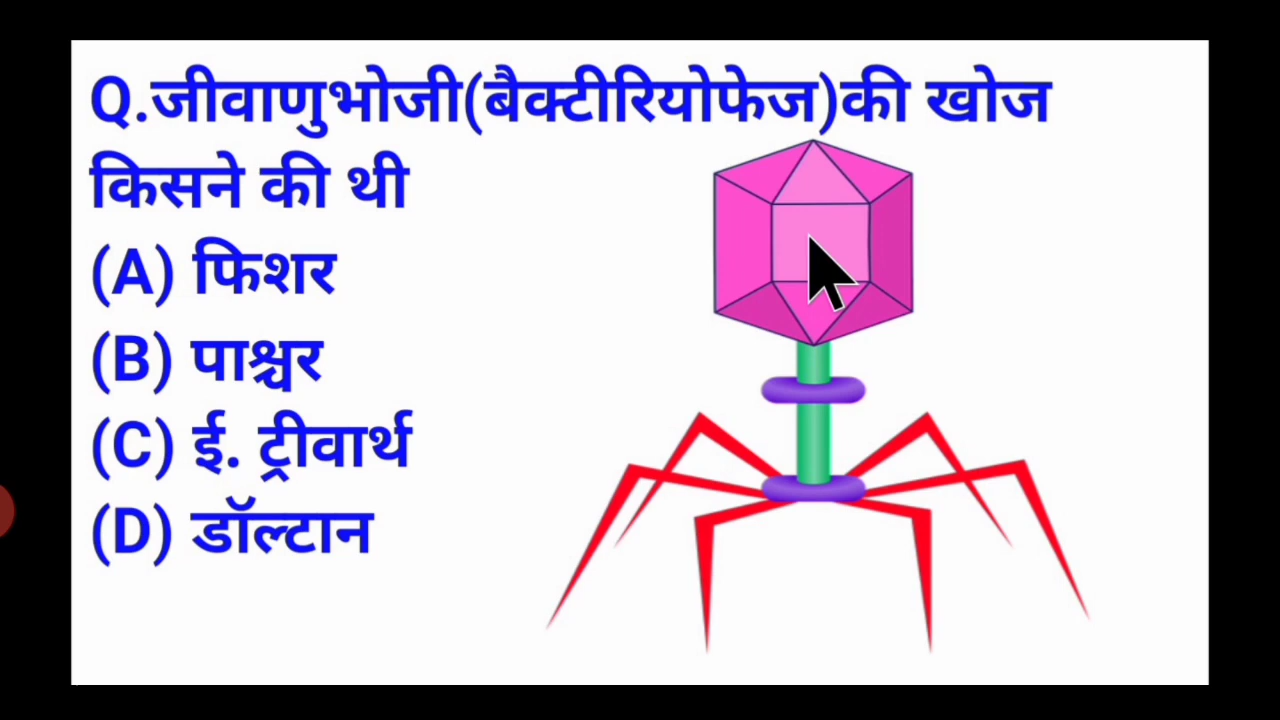 Q.जीवाणुभोजी(बैक्टीरियोफेज)की खोज
किसने की थी
(A) फिशर
(B) पाश्चर
(C) ई. ट्रीवार्थ
(D) डॉल्टान